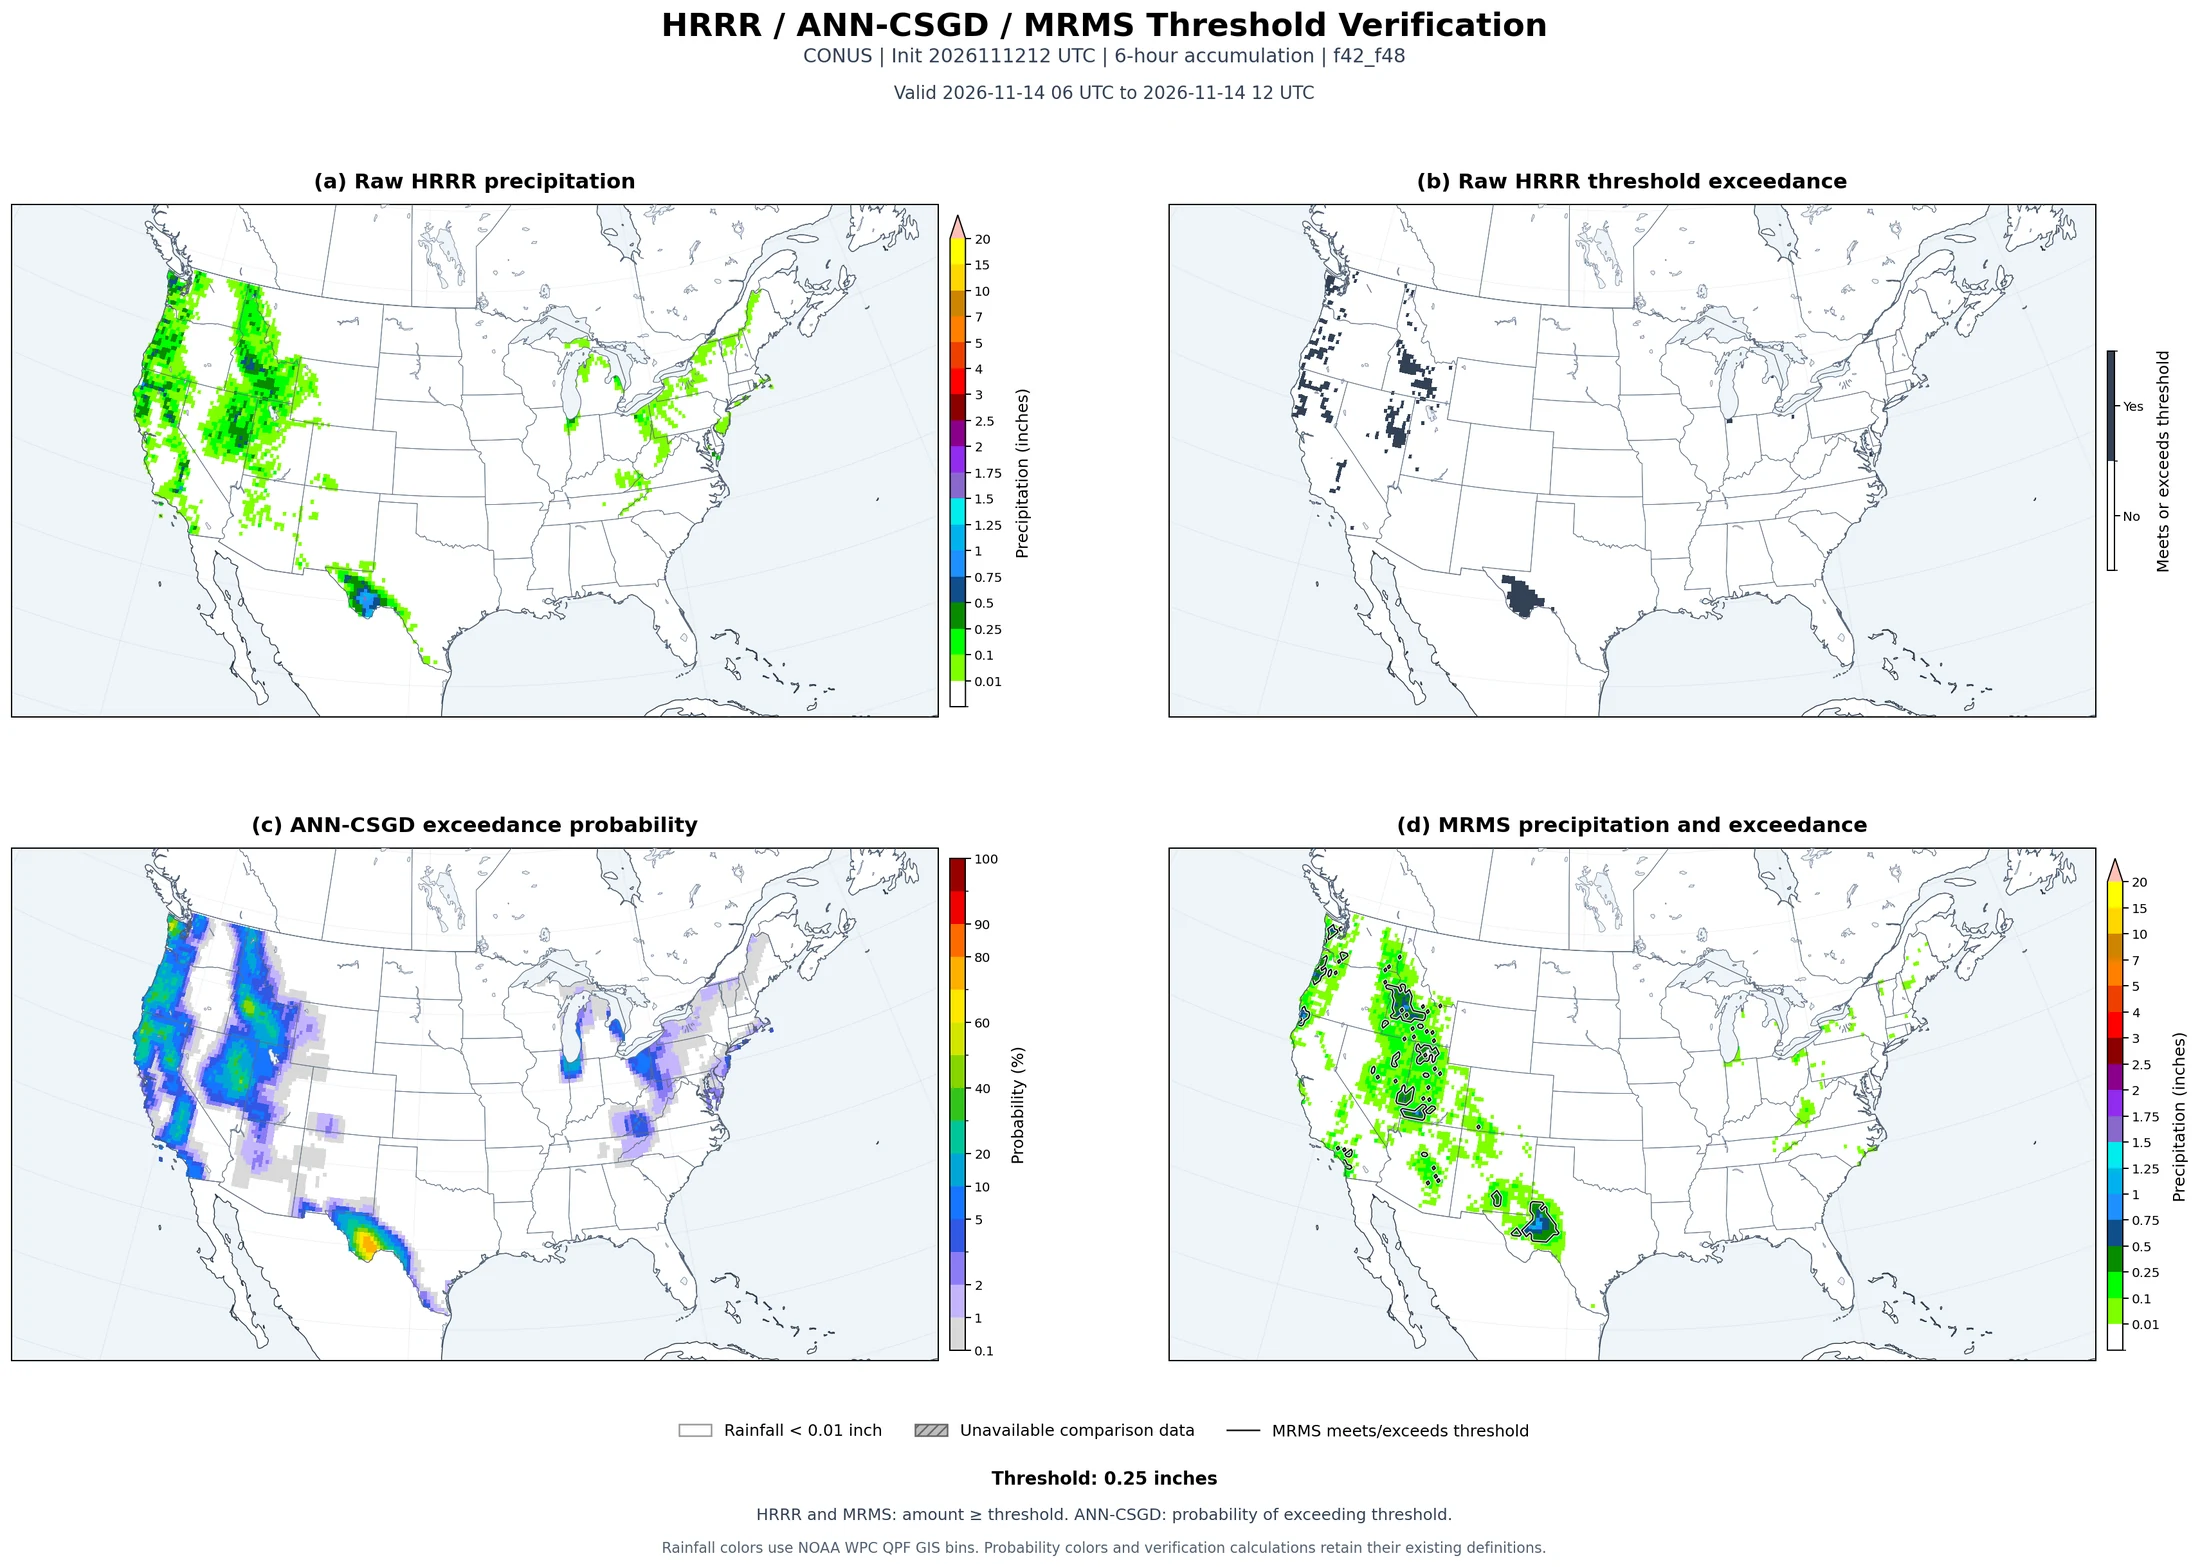 HRRR / ANN-CSGD / MRMS Threshold Verification
CONUS | Init 2026111212 UTC | 6-hour accumulation | f42_f48
Valid 2026-11-14 06 UTC to 2026-11-14 12 UTC
(a) Raw HRRR precipitation
20
15
10
7
5
4
3
2.5
2
1.75
1.5
1.25
1
0.75
0.5
0.25
0.1
0.01
Precipitation (inches)
(b) Raw HRRR threshold exceedance
Yes
No
Meets or exceeds threshold
(c) ANN-CSGD exceedance probability
100
90
80
60
40
20
10
5
2
1
0.1
Probability (%)
(d) MRMS precipitation and exceedance
20
15
10
7
5
4
3
2.5
2
1.75
1.5
1.25
1
0.75
0.5
0.25
0.1
0.01
Precipitation (inches)
Rainfall < 0.01 inch
Unavailable comparison data
MRMS meets/exceeds threshold
Threshold: 0.25 inches
HRRR and MRMS: amount ≥ threshold. ANN-CSGD: probability of exceeding threshold.
Rainfall colors use NOAA WPC QPF GIS bins. Probability colors and verification calculations retain their existing definitions.